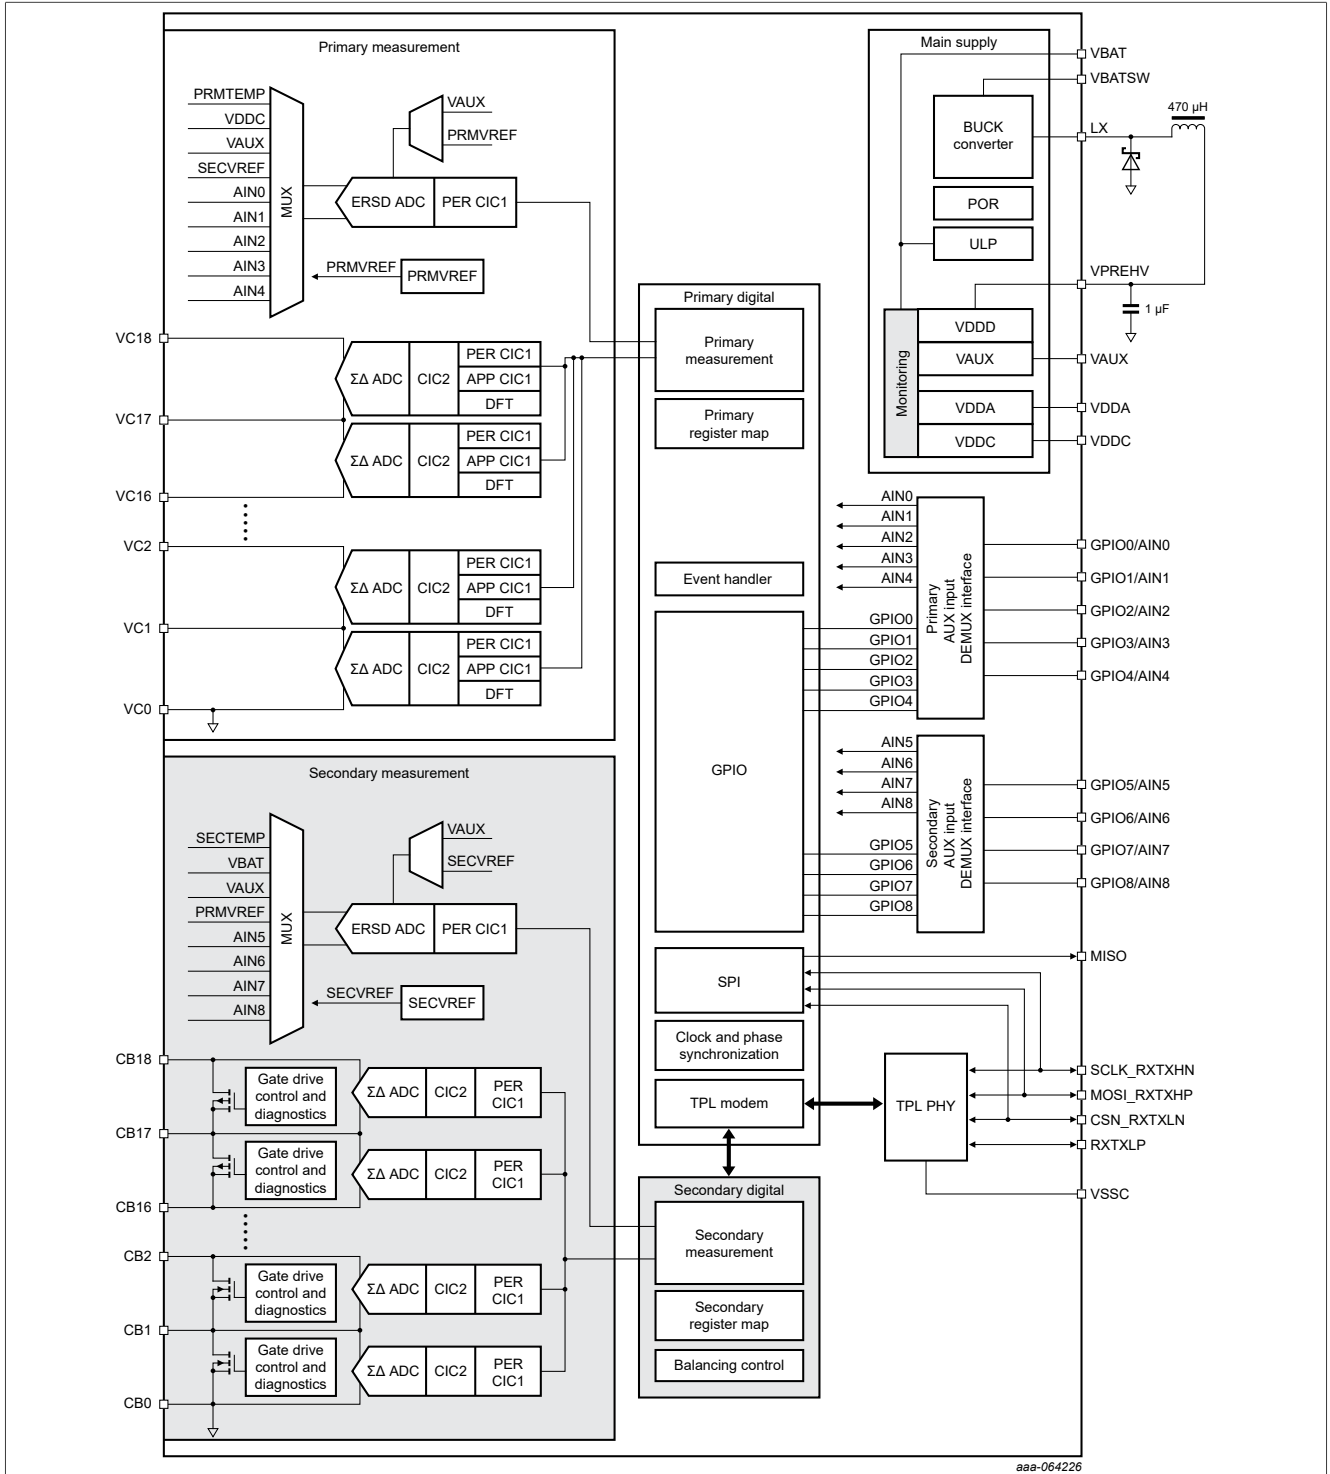 Primary measurement
PRMTEMP
VDDC
VAUX
SECVREF
AIN0
AIN1
AIN2
AIN3
AIN4
MUX
VAUX
PRMVREF
ERSD ADC
PER CIC1
PRMVREF
PRMVREF
VC18
VC17
VC16
VC2
VC1
VC0
ΣΔ ADC
CIC2
PER CIC1
APP CIC1
DFT
ΣΔ ADC
CIC2
PER CIC1
APP CIC1
DFT
ΣΔ ADC
CIC2
PER CIC1
APP CIC1
DFT
ΣΔ ADC
CIC2
PER CIC1
APP CIC1
DFT
Secondary measurement
SECTEMP
VBAT
VAUX
PRMVREF
AIN5
AIN6
AIN7
AIN8
MUX
VAUX
SECVREF
ERSD ADC
PER CIC1
SECVREF
SECVREF
CB18
CB17
CB16
CB2
CB1
CB0
Gate drive
control and
diagnostics
ΣΔ ADC
CIC2
PER
CIC1
Gate drive
control and
diagnostics
ΣΔ ADC
CIC2
PER
CIC1
Gate drive
control and
diagnostics
ΣΔ ADC
CIC2
PER
CIC1
Gate drive
control and
diagnostics
ΣΔ ADC
CIC2
PER
CIC1
Primary digital
Primary
measurement
Primary
register map
Event handler
GPIO
SPI
Clock and phase
synchronization
TPL modem
Secondary digital
Secondary
measurement
Secondary
register map
Balancing control
Main supply
BUCK
converter
POR
ULP
Monitoring
VDDD
VAUX
VDDA
VDDC
VBAT
VBATSW
LX
470 µH
VPREHV
1 µF
VAUX
VDDA
VDDC
AIN0
AIN1
AIN2
AIN3
AIN4
GPIO0
GPIO1
GPIO2
GPIO3
GPIO4
Primary
AUX input
DEMUX interface
GPIO0/AIN0
GPIO1/AIN1
GPIO2/AIN2
GPIO3/AIN3
GPIO4/AIN4
AIN5
AIN6
AIN7
AIN8
GPIO5
GPIO6
GPIO7
GPIO8
Secondary
AUX input
DEMUX interface
GPIO5/AIN5
GPIO6/AIN6
GPIO7/AIN7
GPIO8/AIN8
MISO
TPL PHY
SCLK_RXTXHN
MOSI_RXTXHP
CSN_RXTXLN
RXTXLP
VSSC
aaa-064226